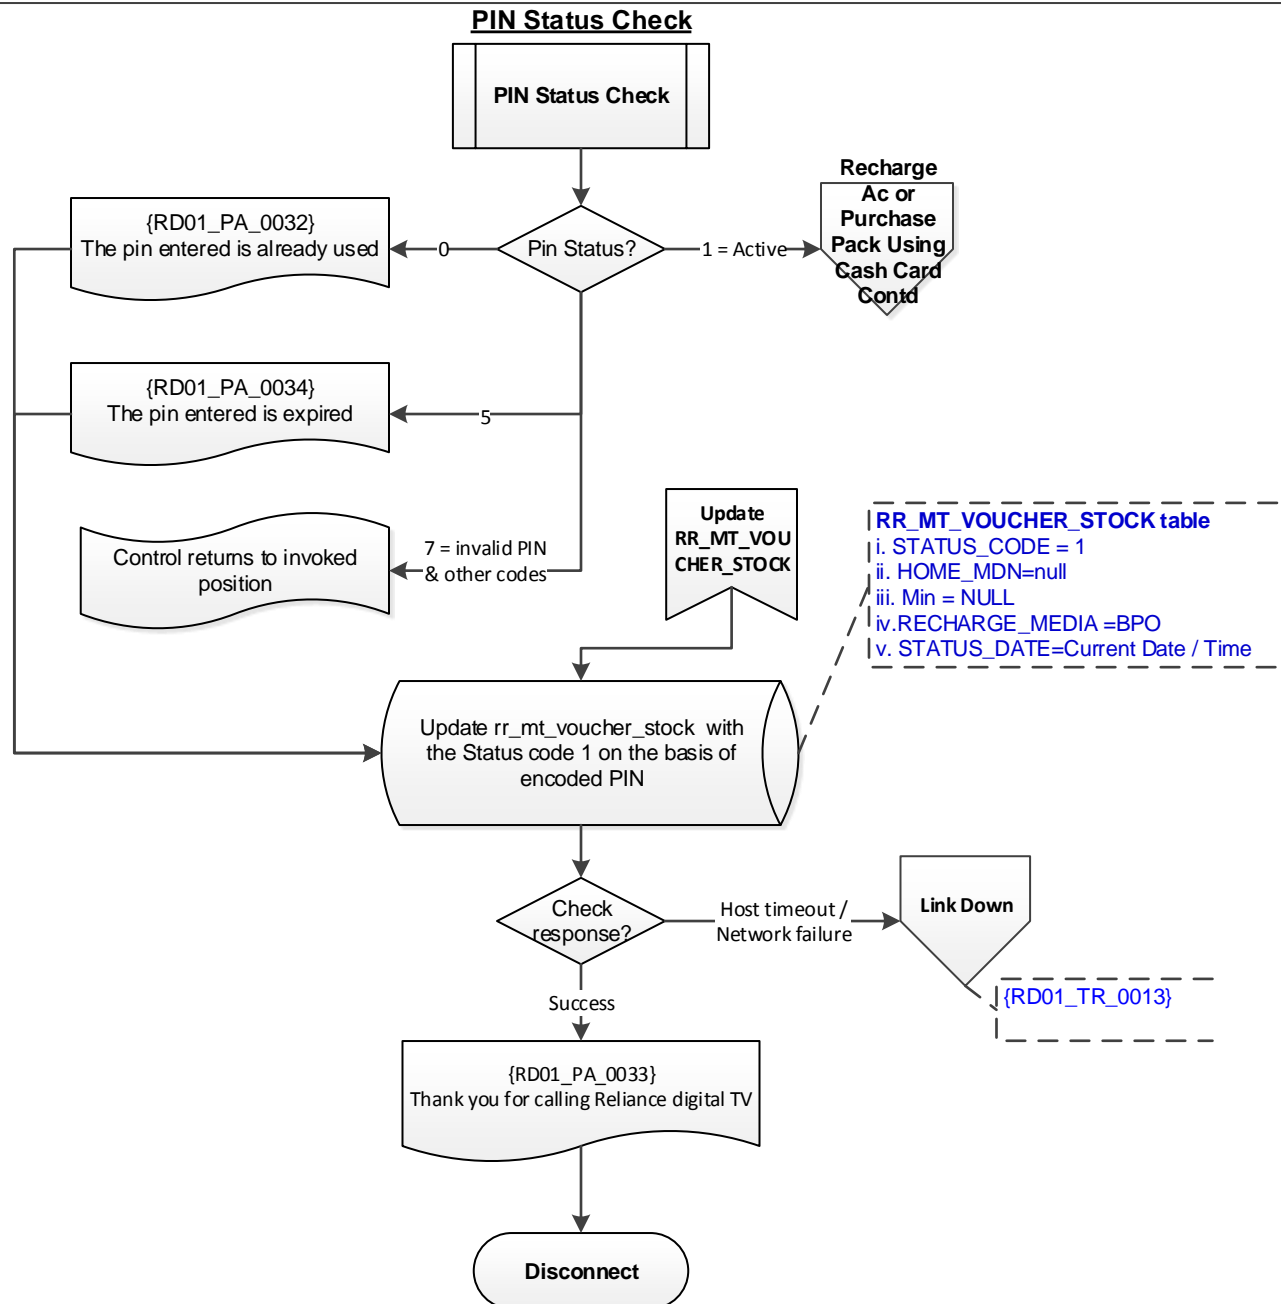 PIN Status Check
PIN Status Check
Recharge
Ac or
Purchase
Pack Using
Cash Card
Contd
{RD01_PA_0032}
The pin entered is already used
0
Pin Status?
1 = Active
{RD01_PA_0034}
The pin entered is expired
5
Update
RR_MT_VOU
CHER_STOCK
RR_MT_VOUCHER_STOCK table
i. STATUS_CODE = 1
ii. HOME_MDN=null
iii. Min = NULL
iv.RECHARGE_MEDIA =BPO
v. STATUS_DATE=Current Date / Time
Control returns to invoked
position
7 = invalid PIN
& other codes
Update rr_mt_voucher_stock  with
the Status code 1 on the basis of
encoded PIN
Check
response?
Host timeout /
Network failure
Link Down
{RD01_TR_0013}
Success
{RD01_PA_0033}
Thank you for calling Reliance digital TV
Disconnect